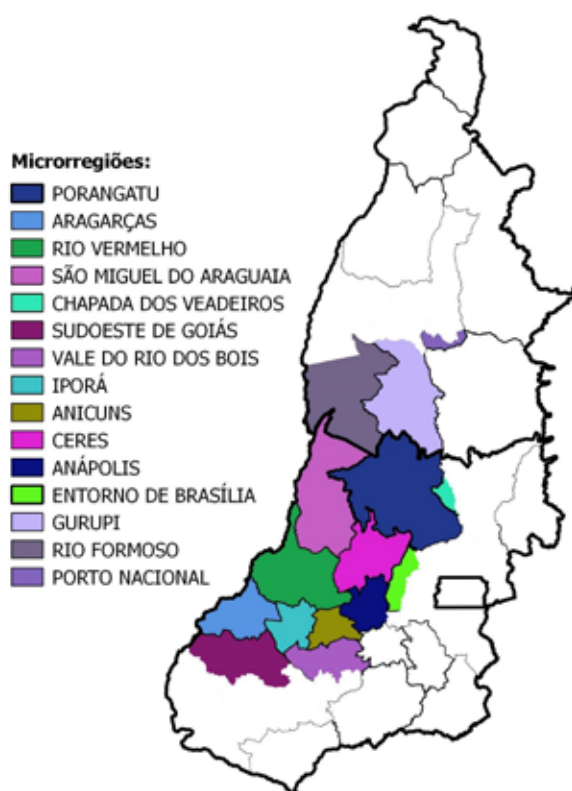 Microrregiões:
PORANGATU
ARAGARÇAS
RIO VERMELHO
SÃO MIGUEL DO ARAGUAIA
CHAPADA DOS VEADEIROS
SUDOESTE DE GOIÁS
VALE DO RIO DOS BOIS
IPORÁ
ANICUNS
CERES
ANÁPOLIS
ENTORNO DE BRASÍLIA
GURUPI
RIO FORMOSO
PORTO NACIONAL